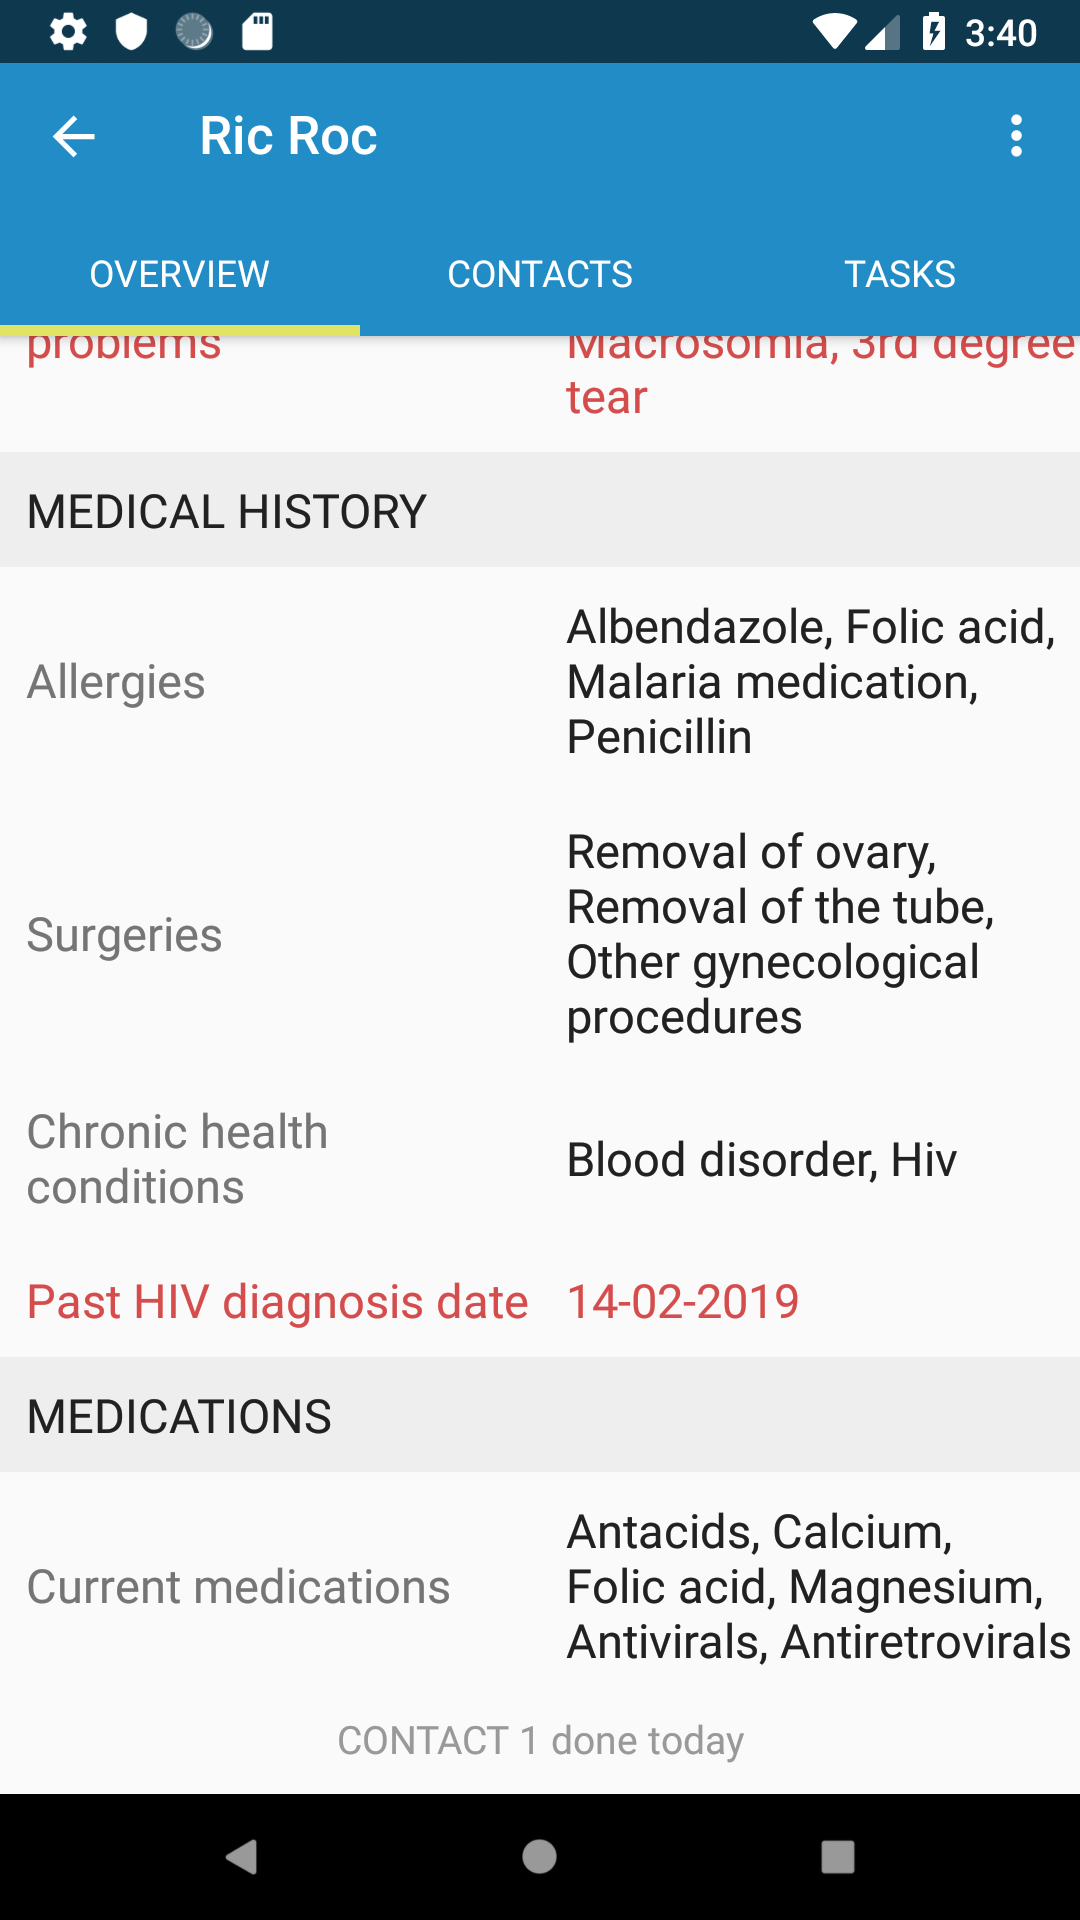 3:40
Ric Roc
OVERVIEW CONTACTS TASKS
problems Macrosomia, 3rd degree
tear
MEDICAL HISTORY
Allergies
Albendazole, Folic acid,
Malaria medication,
Penicillin
Surgeries
Removal of ovary,
Removal of the tube,
Other gynecological
procedures
Chronic health
conditions
Blood disorder, Hiv
Past HIV diagnosis date 14-02-2019
MEDICATIONS
Current medications
Antacids, Calcium,
Folic acid, Magnesium,
Antivirals, Antiretrovirals
CONTACT 1 done today